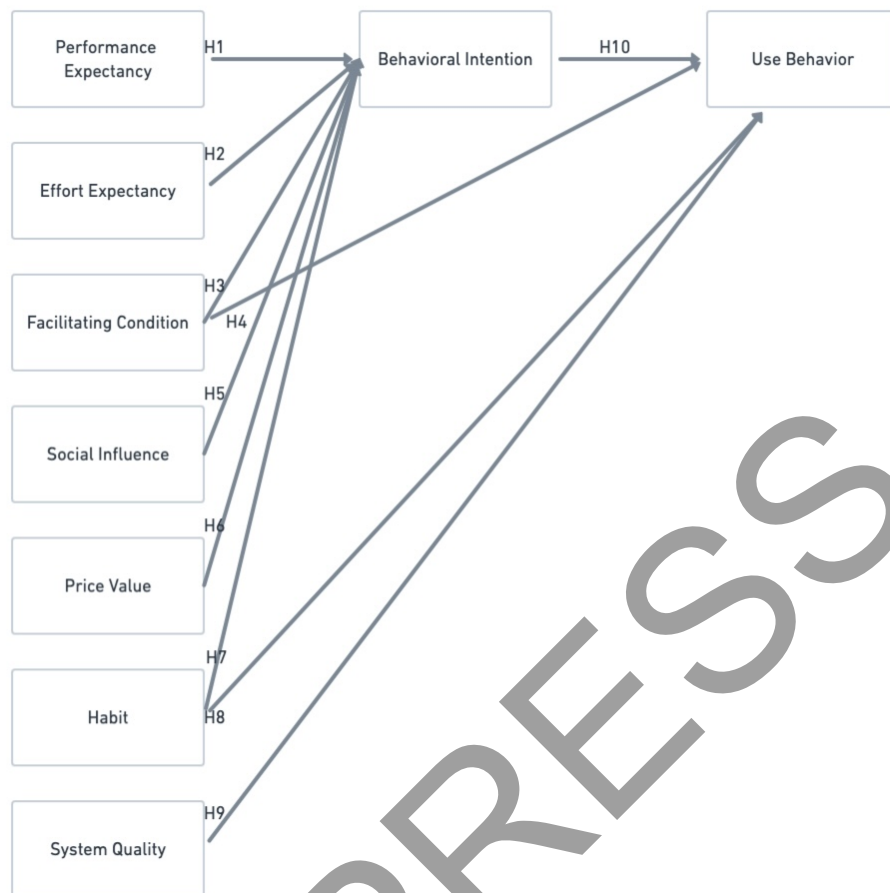 Performance
Expectancy
H1
Behavioral Intention
H10
Use Behavior
H2
Effort Expectancy
H3
Facilitating Condition
H4
H5
Social Influence
H6
Price Value
H7
Habit
H8
H9
System Quality
PRESS